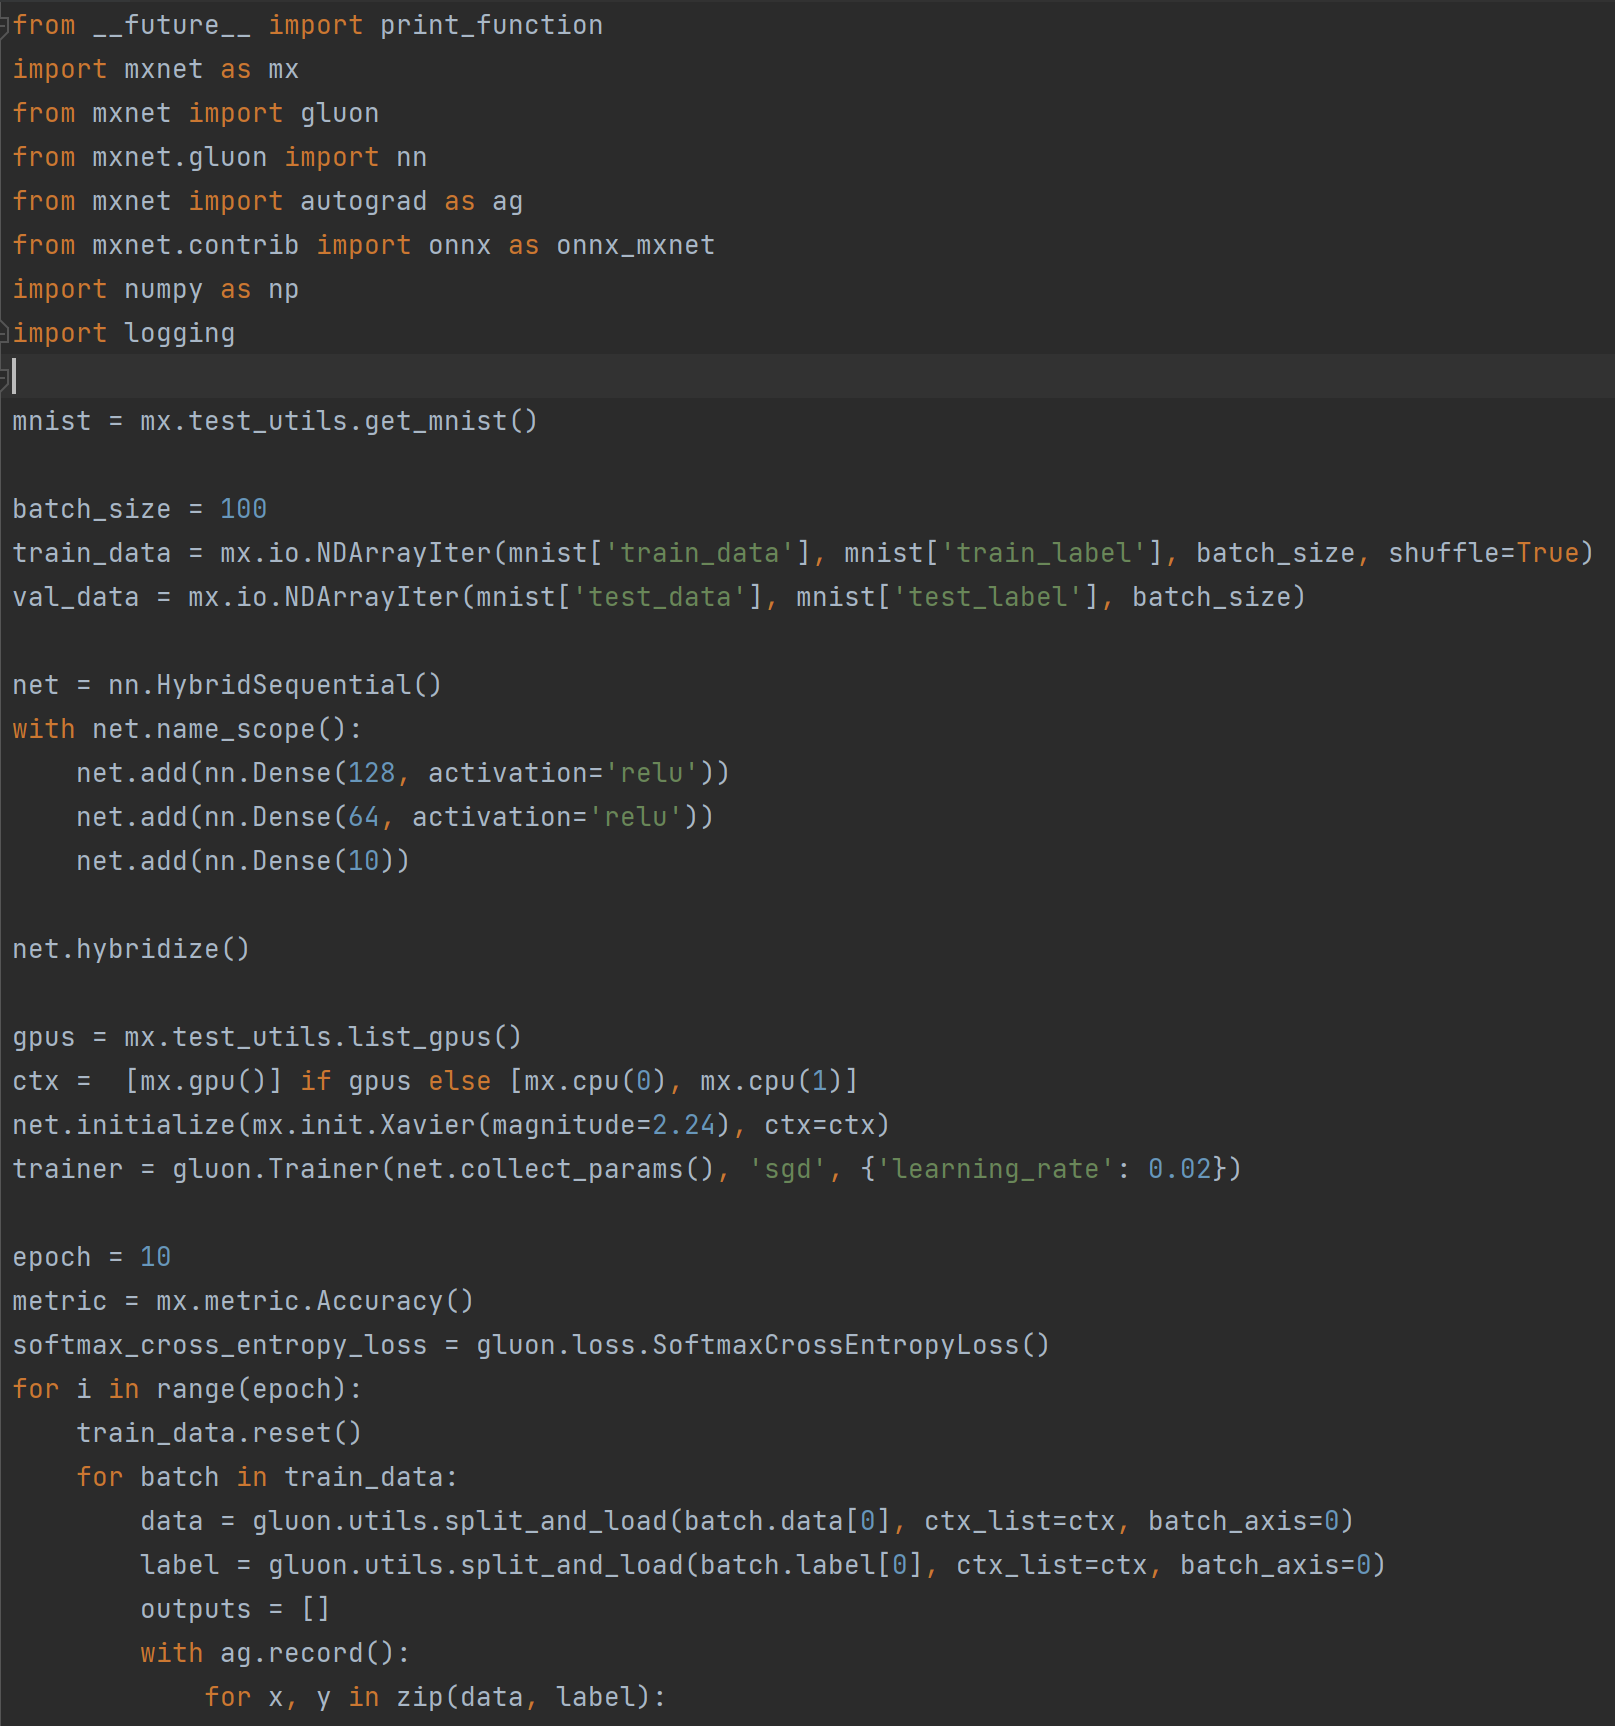 from __future__ import print_function
import mxnet as mx
from mxnet import gluon
from mxnet.gluon import nn
from mxnet import autograd as ag
from mxnet.contrib import onnx as onnx_mxnet
import numpy as np
import logging

mnist = mx.test_utils.get_mnist()

batch_size = 100
train_data = mx.io.NDArrayIter(mnist['train_data'], mnist['train_label'], batch_size, shuffle=True)
val_data = mx.io.NDArrayIter(mnist['test_data'], mnist['test_label'], batch_size)

net = nn.HybridSequential()
with net.name_scope():
    net.add(nn.Dense(128, activation='relu'))
    net.add(nn.Dense(64, activation='relu'))
    net.add(nn.Dense(10))

net.hybridize()

gpus = mx.test_utils.list_gpus()
ctx =  [mx.gpu()] if gpus else [mx.cpu(0), mx.cpu(1)]
net.initialize(mx.init.Xavier(magnitude=2.24), ctx=ctx)
trainer = gluon.Trainer(net.collect_params(), 'sgd', {'learning_rate': 0.02})

epoch = 10
metric = mx.metric.Accuracy()
softmax_cross_entropy_loss = gluon.loss.SoftmaxCrossEntropyLoss()
for i in range(epoch):
    train_data.reset()
    for batch in train_data:
        data = gluon.utils.split_and_load(batch.data[0], ctx_list=ctx, batch_axis=0)
        label = gluon.utils.split_and_load(batch.label[0], ctx_list=ctx, batch_axis=0)
        outputs = []
        with ag.record():
            for x, y in zip(data, label):